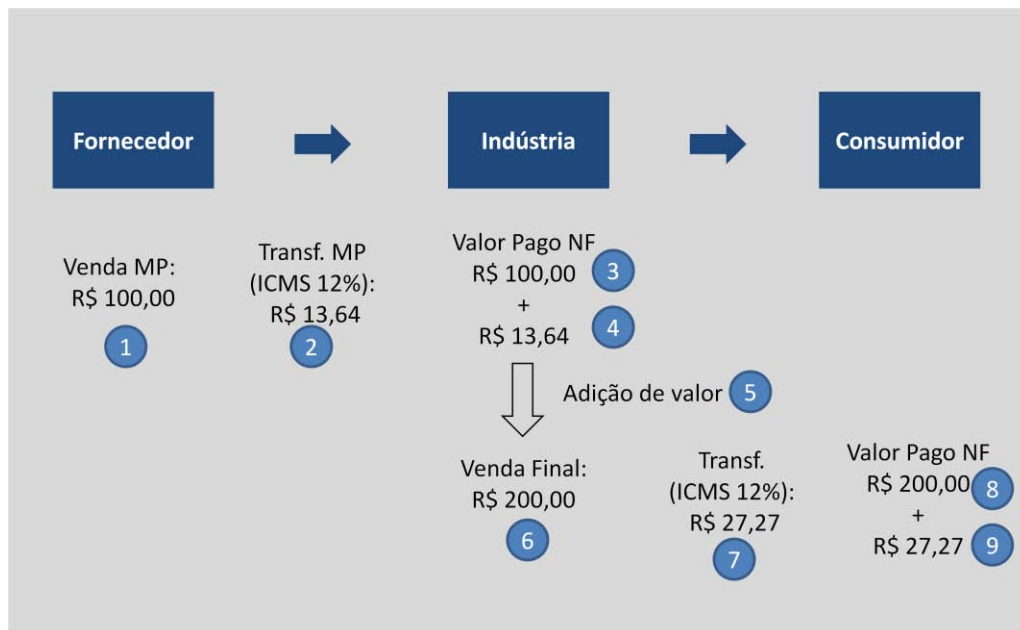 Fornecedor
Indústria
Consumidor
Venda MP:
R$ 100,00
1
Transf. MP
(ICMS 12%):
R$ 13,64
2
Valor Pago NF
R$ 100,00 3
+
R$ 13,64 4
Adição de valor 5
Venda Final:
R$ 200,00
6
Transf.
(ICMS 12%):
R$ 27,27
7
Valor Pago NF
R$ 200,00 8
+
R$ 27,27 9